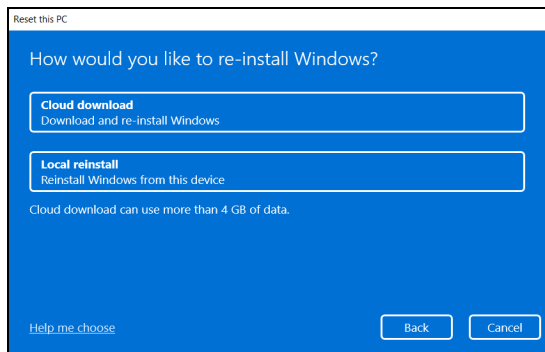 Reset this PC
How would you like to re-install Windows?
Cloud download
Download and re-install Windows
Local reinstall
Reinstall Windows from this device
Cloud download can use more than 4 GB of data.
Help me choose
Back
Cancel